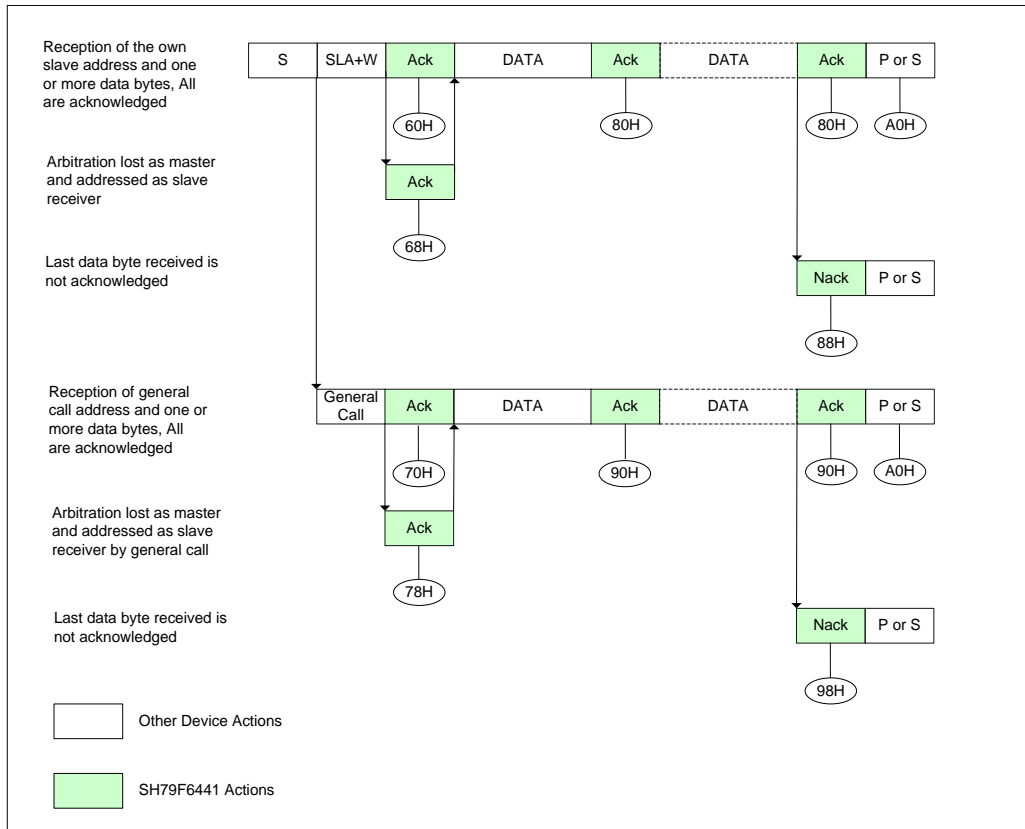 Reception of the own
slave address and one
or more data bytes, All
are acknowledged
S
SLA+W
Ack
DATA
Ack
DATA
Ack
P or S
60H
80H
80H
A0H
Arbitration lost as master
and addressed as slave
receiver
Ack
68H
Last data byte received is
not acknowledged
Nack
P or S
88H
Reception of general
call address and one or
more data bytes, All
are acknowledged
General
Call
Ack
DATA
Ack
DATA
Ack
P or S
70H
90H
90H
A0H
Arbitration lost as master
and addressed as slave
receiver by general call
Ack
78H
Last data byte received is
not acknowledged
Nack
P or S
98H
Other Device Actions
SH79F6441 Actions